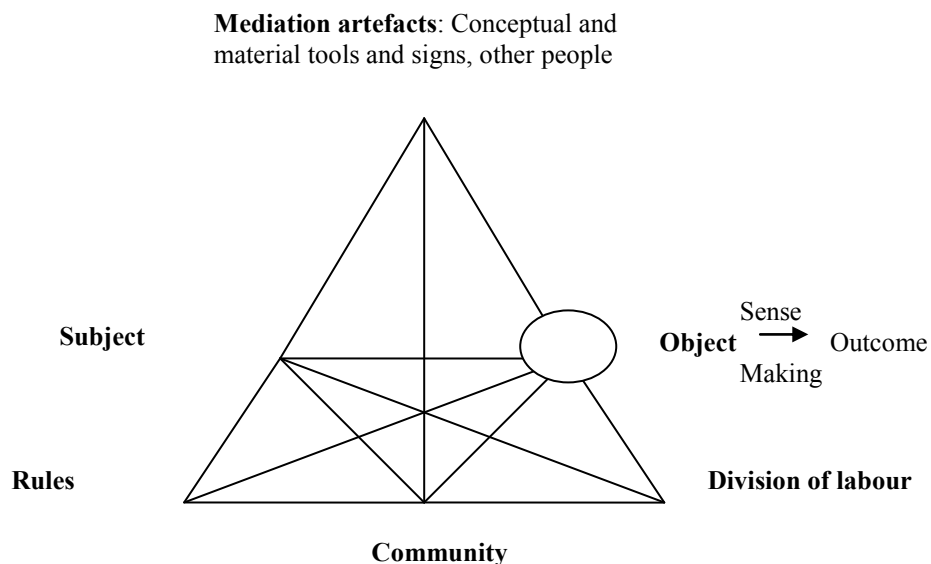 Mediation artefacts: Conceptual and
material tools and signs, other people
Subject
Sense
Object
Outcome
Making
Rules
Division of labour
Community